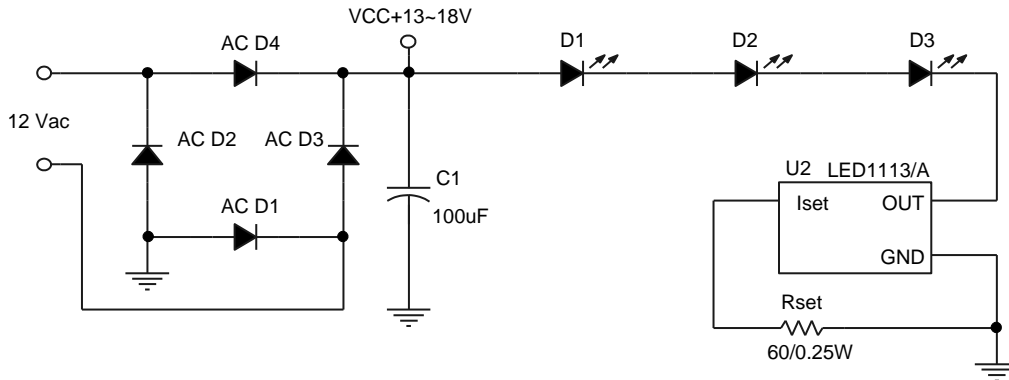 VCC+13~18V
AC D4
D1
D2
D3
12 Vac
AC D2
AC D3
C1
100uF
AC D1
U2
LED1113/A
Iset
OUT
GND
Rset
60/0.25W